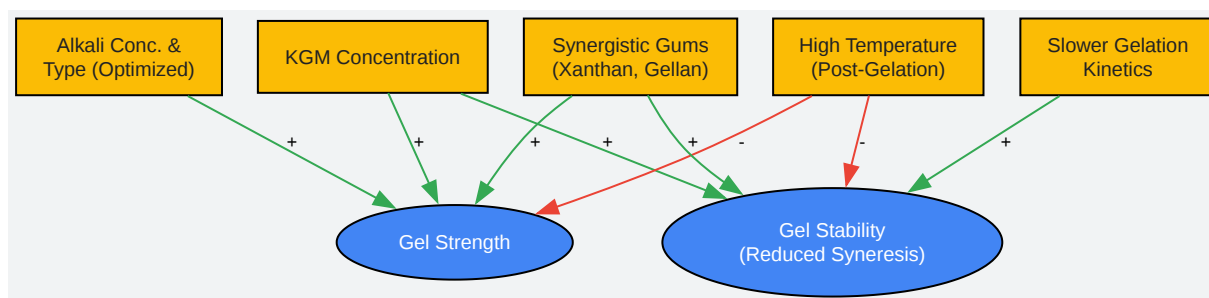 Alkali Conc. &
Type (Optimized)
KGM Concentration
Synergistic Gums
(Xanthan, Gellan)
High Temperature
(Post-Gelation)
Slower Gelation
Kinetics
+
+
+
+
+
-
-
+
Gel Strength
Gel Stability
(Reduced Syneresis)